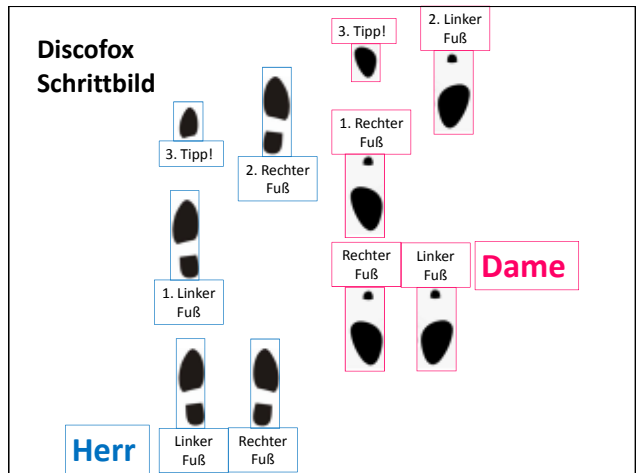 Discofox
Schrittbild
3. Tipp!
2. Linker
Fuß
3. Tipp!
2. Rechter
Fuß
1. Rechter
Fuß
1. Linker
Fuß
Rechter
Fuß
Linker
Fuß
Dame
Herr
Linker
Fuß
Rechter
Fuß